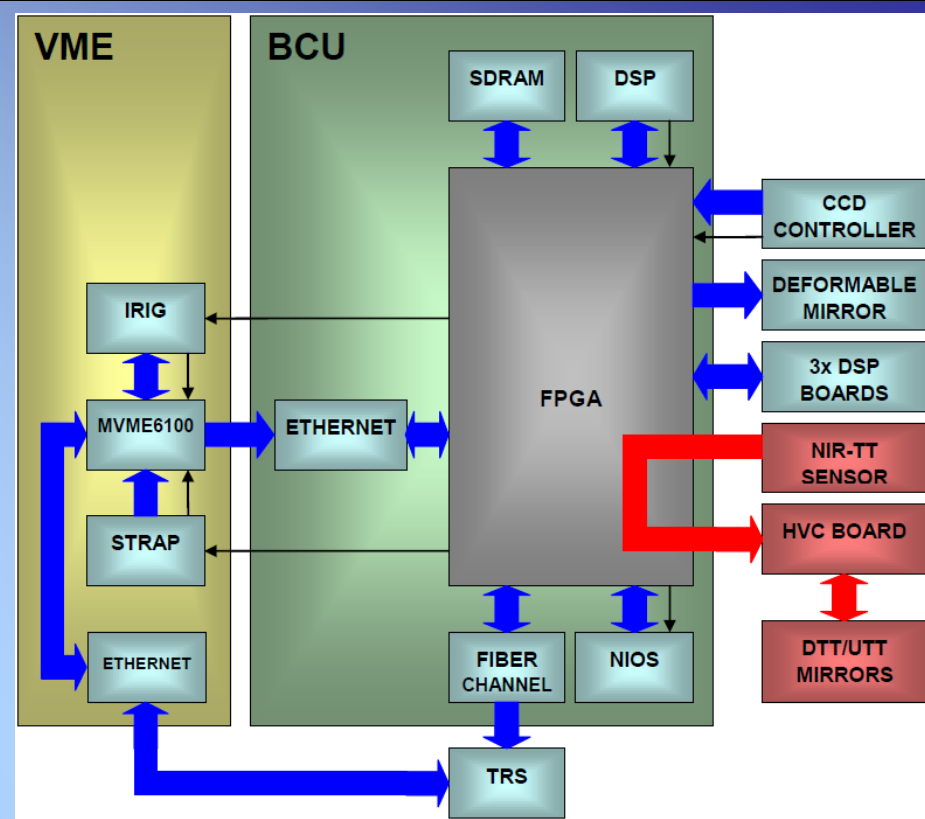 VME
BCU
SDRAM
DSP
CCD
CONTROLLER
DEFORMABLE
MIRROR
IRIG
3x DSP
BOARDS
FPGA
MVME6100
ETHERNET
NIR-TT
SENSOR
STRAP
HVC BOARD
ETHERNET
FIBER
CHANNEL
NIOS
DTT/UTT
MIRRORS
TRS